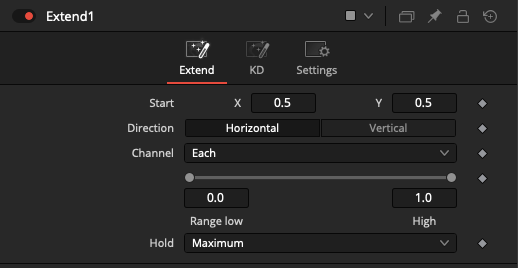 Extend1
Extend KD Settings
Start X 0.5 Y 0.5
Direction Horizontal Vertical
Channel Each
0.0 1.0
Range low High
Hold Maximum